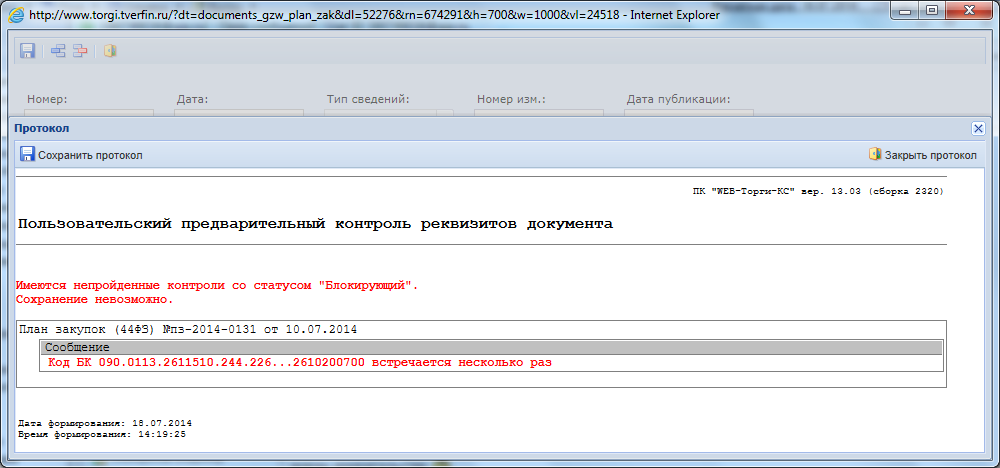 http://www.torgi.tverfin.ru/?dt=documents_gzw_plan_zak&dl=52276&rn=674291&h=700&w=1000&vl=24518 - Internet Explorer
Номер: Дата: Тип сведений: Номер изм.: Дата публикации:
Протокол
Сохранить протокол Закрыть протокол
ПК "WEB-Торги-КС" вер. 13.03 (сборка 2320)
Пользовательский предварительный контроль реквизитов документа
Имеются непройденные контроли со статусом "Блокирующий".
Сохранение невозможно.
План закупок (44ФЗ) №пз-2014-0131 от 10.07.2014
Сообщение
Код БК 090.0113.2611510.244.226...2610200700 встречается несколько раз
Дата формирования: 18.07.2014
Время формирования: 14:19:25